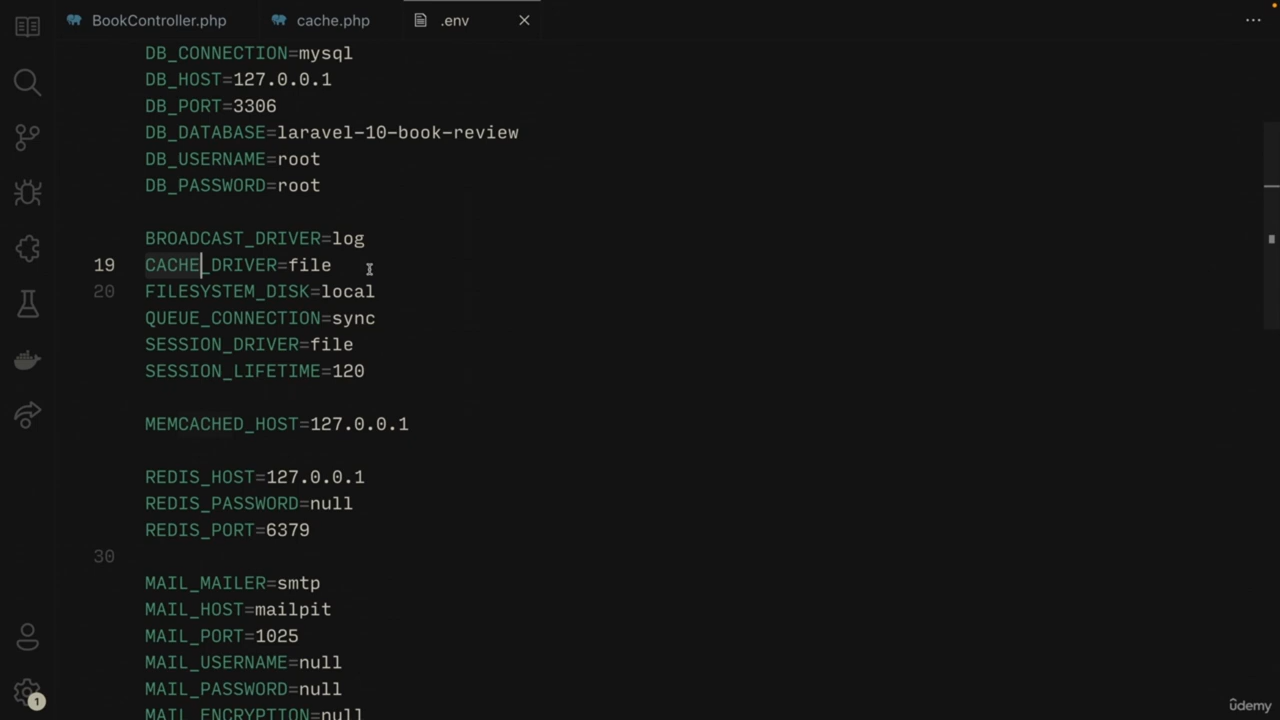 BookController.php
cache.php
.env
DB_CONNECTION=mysql
DB_HOST=127.0.0.1
DB_PORT=3306
DB_DATABASE=laravel-10-book-review
DB_USERNAME=root
DB_PASSWORD=root
BROADCAST_DRIVER=log
19 CACHE_DRIVER=file
20 FILESYSTEM_DISK=local
QUEUE_CONNECTION=sync
SESSION_DRIVER=file
SESSION_LIFETIME=120
MEMCACHED_HOST=127.0.0.1
REDIS_HOST=127.0.0.1
REDIS_PASSWORD=null
REDIS_PORT=6379
30
MAIL_MAILER=smtp
MAIL_HOST=mailpit
MAIL_PORT=1025
MAIL_USERNAME=null
MAIL_PASSWORD=null
MAIL_ENCRYPTION=null
1
ûdemy